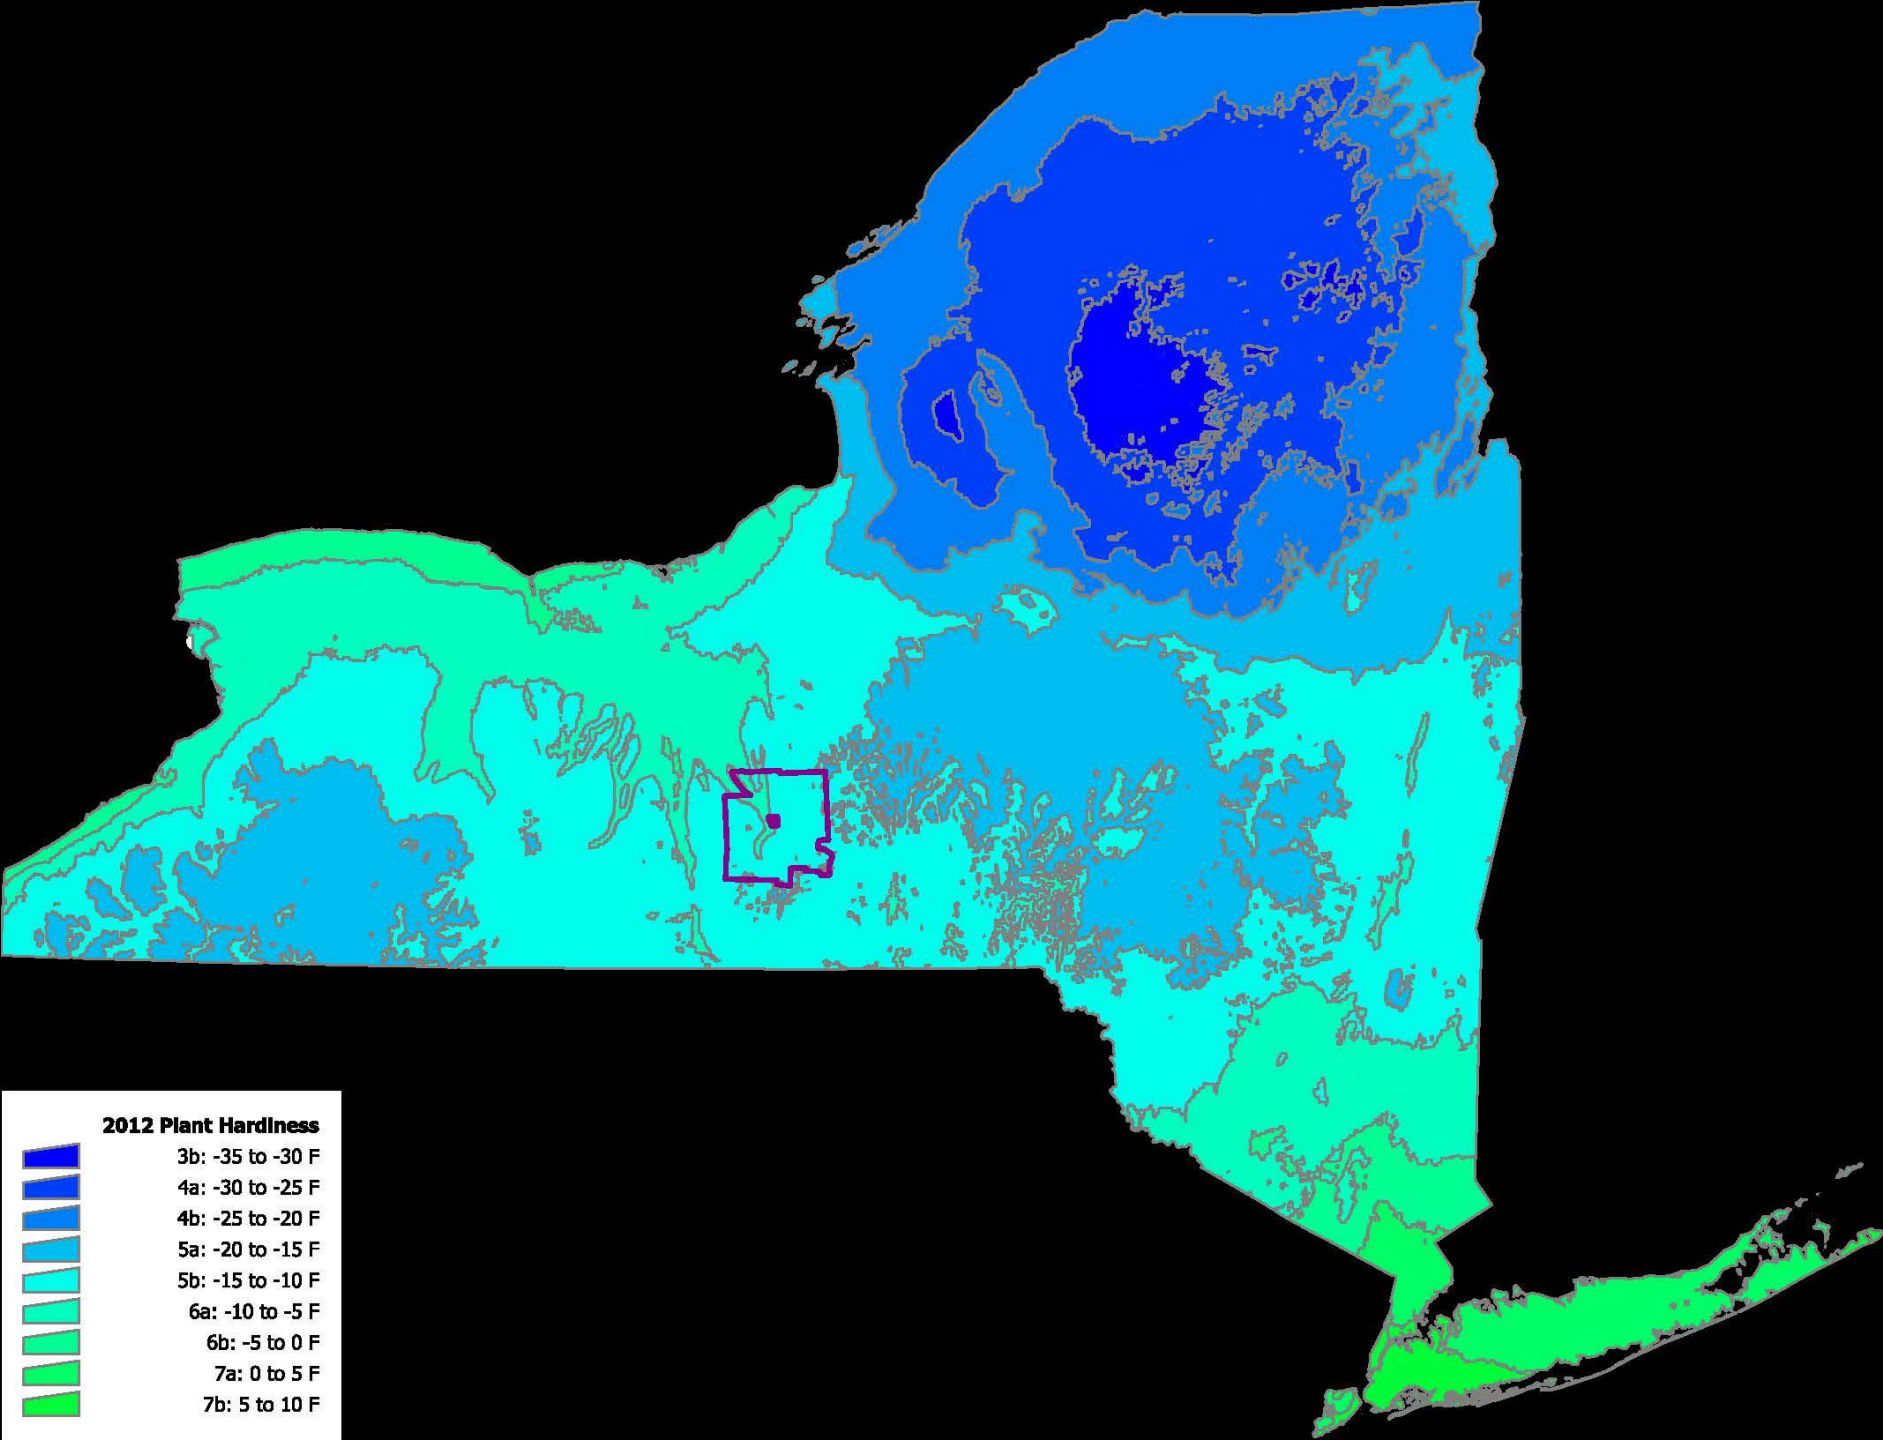 2012 Plant Hardiness
3b: -35 to -30 F
4a: -30 to -25 F
4b: -25 to -20 F
5a: -20 to -15 F
5b: -15 to -10 F
6a: -10 to -5 F
6b: -5 to 0 F
7a: 0 to 5 F
7b: 5 to 10 F